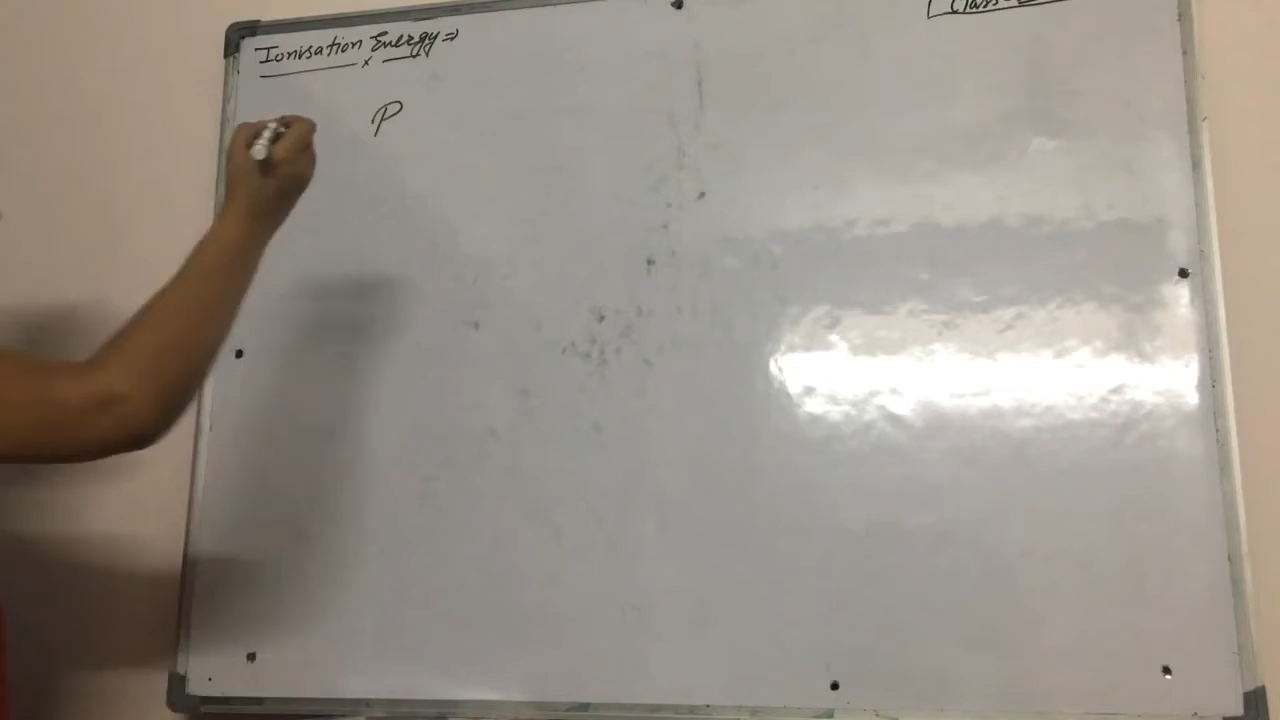 Class-
Ionisation Energy ⇒
x
P